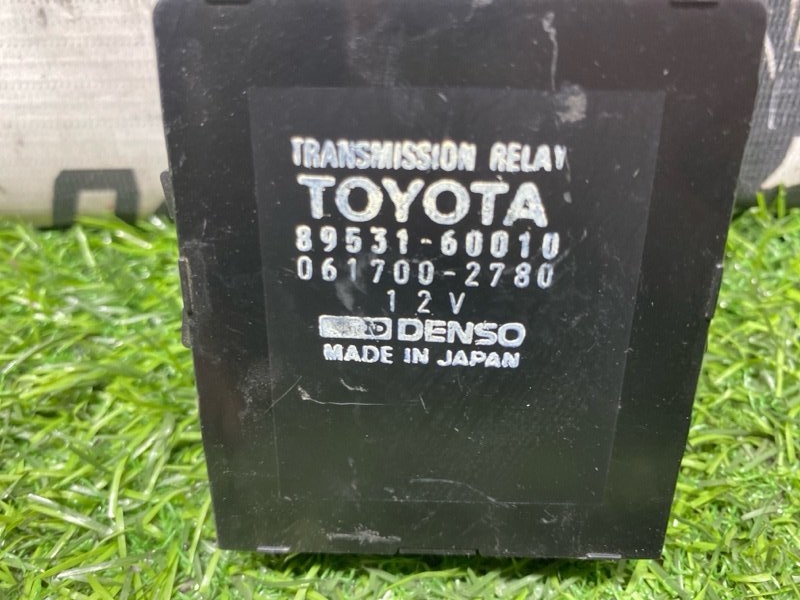 TRANSMISSION RELAY
TOYOTA
89531-60010
061700-2780
12V
DENSO
MADE IN JAPAN